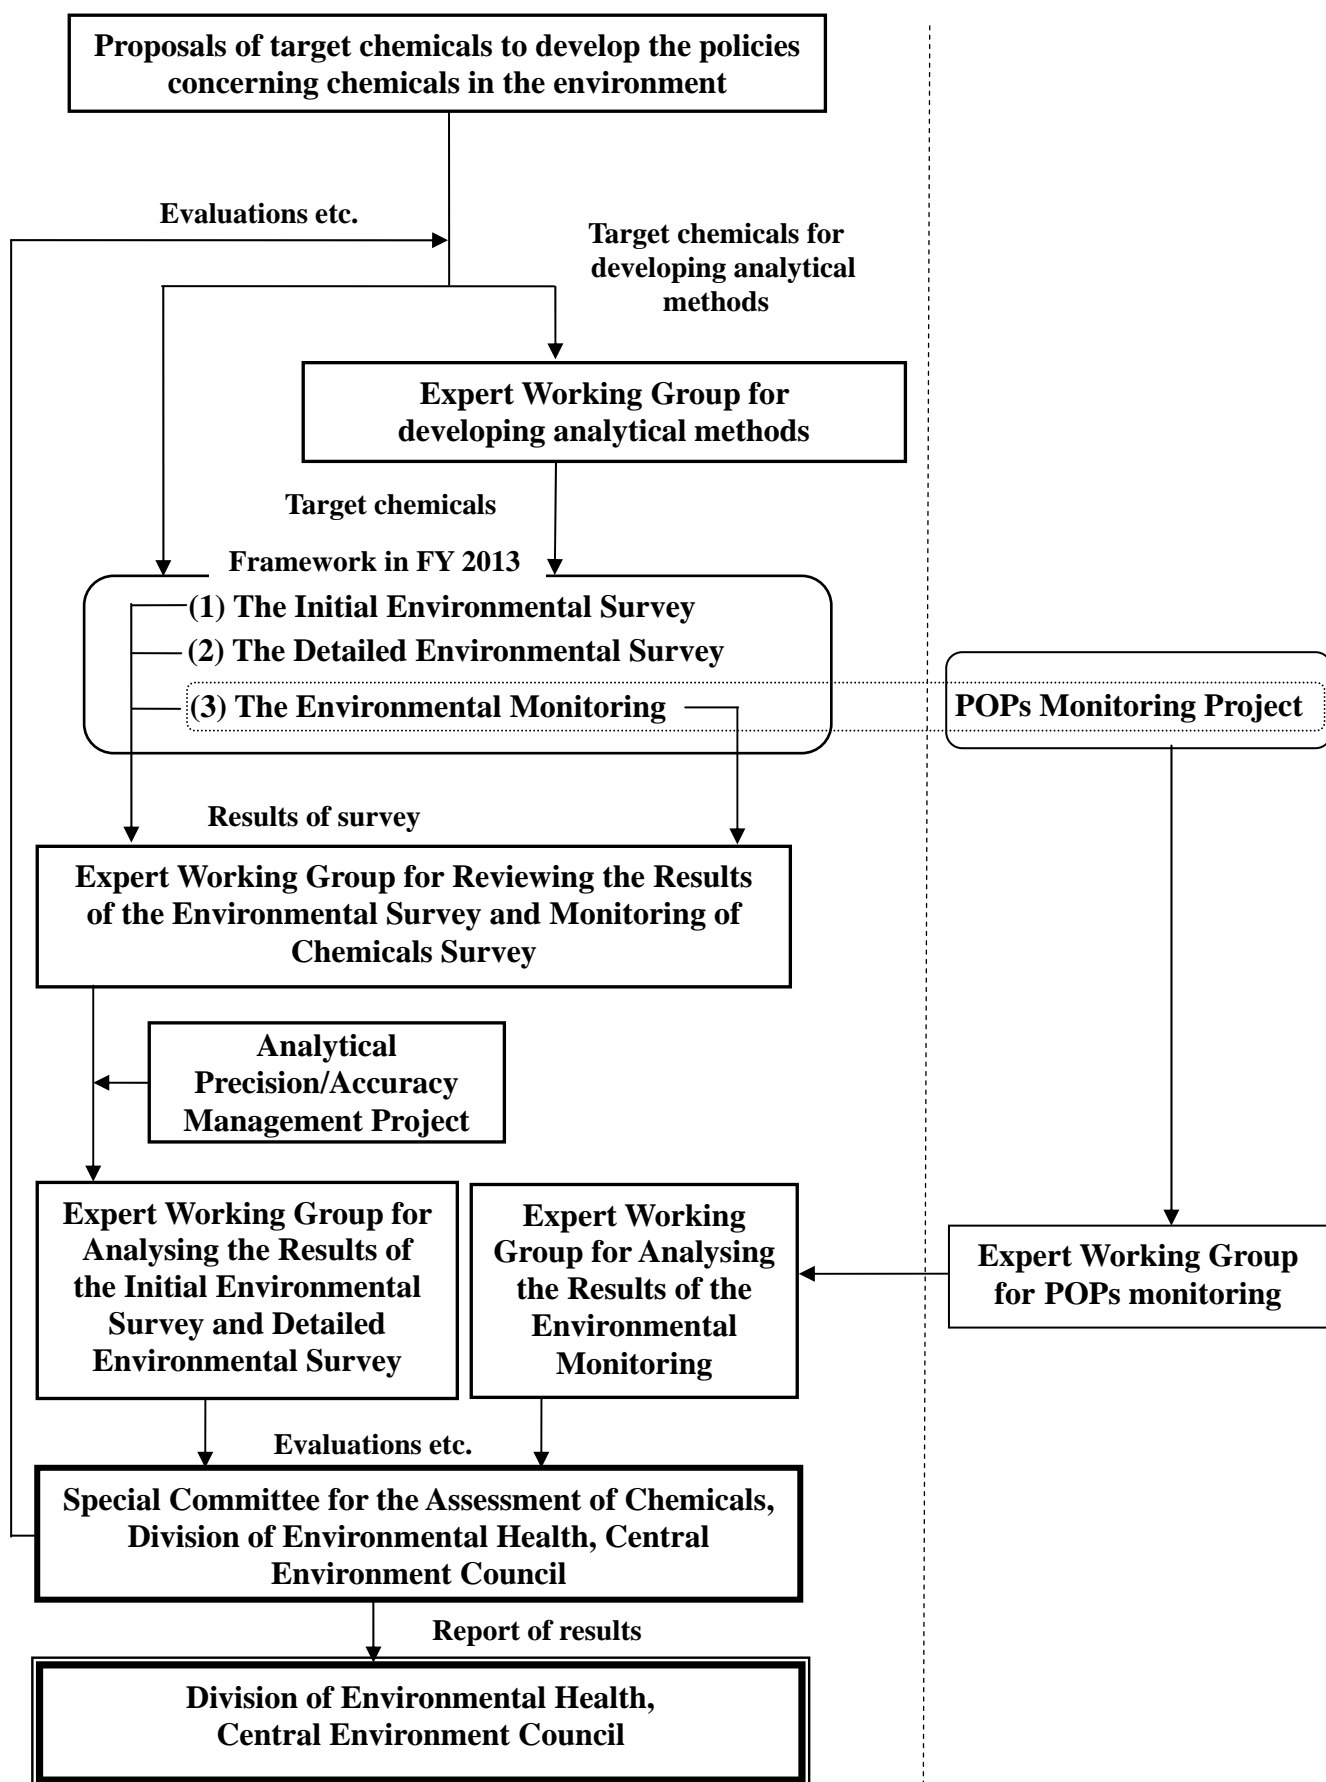 Proposals of target chemicals to develop the policies
concerning chemicals in the environment
Evaluations etc.
Target chemicals for
developing analytical
methods
Expert Working Group for
developing analytical methods
Target chemicals
Framework in FY 2013
(1) The Initial Environmental Survey
(2) The Detailed Environmental Survey
(3) The Environmental Monitoring
POPs Monitoring Project
Results of survey
Expert Working Group for Reviewing the Results
of the Environmental Survey and Monitoring of
Chemicals Survey
Analytical
Precision/Accuracy
Management Project
Expert Working Group for
Analysing the Results of
the Initial Environmental
Survey and Detailed
Environmental Survey
Expert Working
Group for Analysing
the Results of the
Environmental
Monitoring
Expert Working Group
for POPs monitoring
Evaluations etc.
Special Committee for the Assessment of Chemicals,
Division of Environmental Health, Central
Environment Council
Report of results
Division of Environmental Health,
Central Environment Council